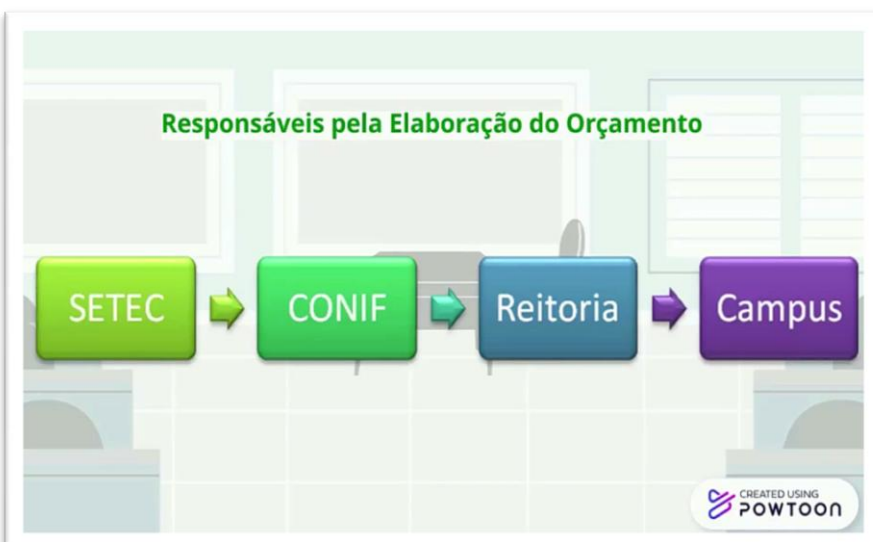 Responsáveis pela Elaboração do Orçamento
SETEC
CONIF
Reitoria
Campus
CREATED USING
POWTOON